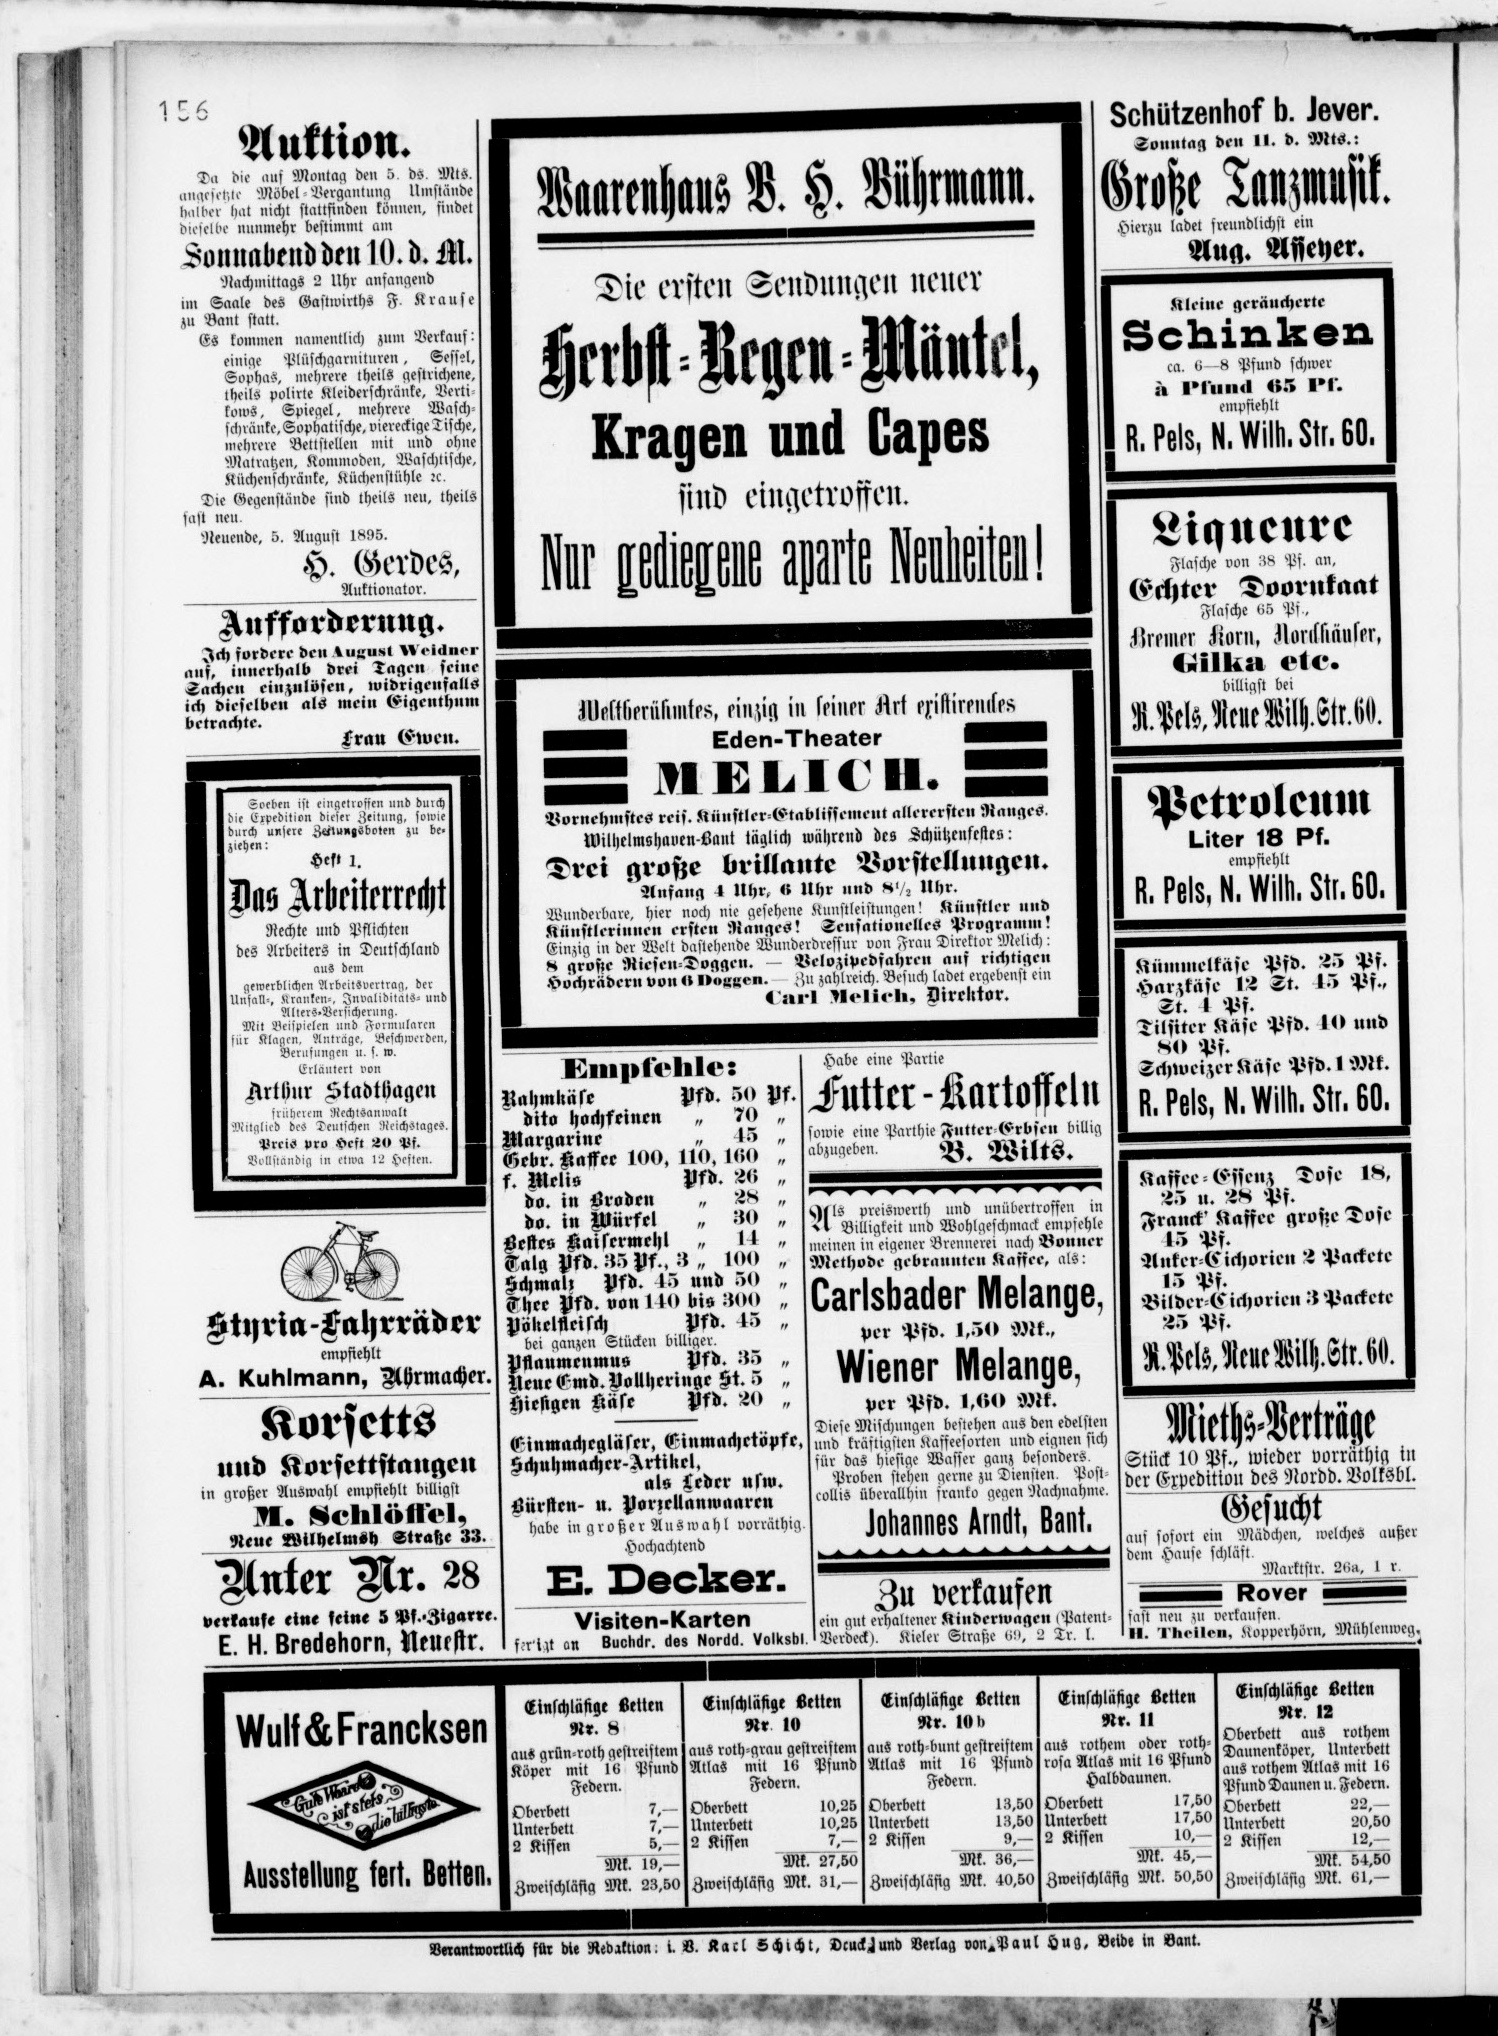 156
Auktion.
Da die auf Montag den 5. ds. Mts.
angesetzte Möbel-Vergantung Umstände
halber hat nicht stattfinden können, findet
dieselbe nunmehr bestimmt am
Sonnabend den 10. d. M.
Nachmittags 2 Uhr anfangend
im Saale des Gastwirths F. Krause
zu Bant statt.
Es kommen namentlich zum Verkauf:
einige Plüschgarnituren, Sessel,
Sophas, mehrere theils gestrichene,
theils polirte Kleiderschränke, Verti-
kows, Spiegel, mehrere Wasch-
schränke, Sophatische, viereckige Tische,
mehrere Bettstellen mit und ohne
Matratzen, Kommoden, Waschtische,
Küchenschränke, Küchenstühle ꝛc.
Die Gegenstände sind theils neu, theils
fast neu.
Neuende, 5. August 1895.
H. Gerdes,
Auktionator.
Aufforderung.
Ich fordere den August Weidner
auf, innerhalb drei Tagen seine
Sachen einzulösen, widrigenfalls
ich dieselben als mein Eigenthum
betrachte.
Frau Ewen.
Soeben ist eingetroffen und durch
die Expedition dieser Zeitung, sowie
durch unsere Zeitungsboten zu be-
ziehen:
Heft 1.
Das Arbeiterrecht
Rechte und Pflichten
des Arbeiters in Deutschland
aus dem
gewerblichen Arbeitsvertrag, der
Unfall-, Kranken-, Invaliditäts- und
Alters-Versicherung.
Mit Beispielen und Formularen
für Klagen, Anträge, Beschwerden,
Berufungen u. s. w.
Erläutert von
Arthur Stadthagen
früherem Rechtsanwalt
Mitglied des Deutschen Reichstages.
Preis pro Heft 20 Pf.
Vollständig in etwa 12 Heften.
Styria-Fahrräder
empfiehlt
A. Kuhlmann, Uhrmacher.
Korsetts
und Korsettstangen
in großer Auswahl empfiehlt billigst
M. Schlöffel,
Neue Wilhelmsh Straße 33.
Unter Nr. 28
verkaufe eine feine 5 Pf.-Zigarre.
E. H. Bredehorn, Neuestr.
Waarenhaus B. H. Bührmann.
Die ersten Sendungen neuer
Herbst-Regen-Mäntel,
Kragen und Capes
sind eingetroffen.
Nur gediegene aparte Neuheiten!
Weltberühmtes, einzig in seiner Art existirendes
Eden-Theater
MELICH.
Vornehmstes reis. Künstler-Etablissement allerersten Ranges.
Wilhelmshaven-Bant täglich während des Schützenfestes:
Drei große brillante Vorstellungen.
Anfang 4 Uhr, 6 Uhr und 8½ Uhr.
Wunderbare, hier noch nie gesehene Kunstleistungen! Künstler und
Künstlerinnen ersten Ranges! Sensationelles Programm!
Einzig in der Welt dastehende Wunderdressur von Frau Direktor Melich:
8 große Riesen-Doggen. — Velozipedfahren auf richtigen
Hochrädern von 6 Doggen. — Zu zahlreich. Besuch ladet ergebenst ein
Carl Melich, Direktor.
Empfehle:
Rahmkäse Pfd. 50 Pf.
dito hochfeinen „ 70 „
Margarine „ 45 „
Gebr. Kaffee 100, 110, 160 „
f. Melis Pfd. 26 „
do. in Broden „ 28 „
do. in Würfel „ 30 „
Bestes Kaisermehl „ 14 „
Talg Pfd. 35 Pf., 3 „ 100 „
Schmalz Pfd. 45 und 50 „
Thee Pfd. von 140 bis 300 „
Pökelfleisch Pfd. 45 „
bei ganzen Stücken billiger.
Pflaumenmus Pfd. 35 „
Neue Emd. Vollheringe St. 5 „
Hiesigen Käse Pfd. 20 „
Einmachegläser, Einmachetöpfe,
Schuhmacher-Artikel,
als Leder usw.
Bürsten- u. Porzellanwaaren
habe in großer Auswahl vorräthig.
Hochachtend
E. Decker.
Visiten-Karten
fertigt an Buchdr. des Nordd. Volksbl.
Habe eine Partie
Futter-Kartoffeln
sowie eine Parthie Futter-Erbsen billig
abzugeben. B. Wilts.
Als preiswerth und unübertroffen in
Billigkeit und Wohlgeschmack empfehle
meinen in eigener Brennerei nach Bonner
Methode gebrannten Kaffee, als:
Carlsbader Melange,
per Pfd. 1,50 Mk.,
Wiener Melange,
per Pfd. 1,60 Mk.
Diese Mischungen bestehen aus den edelsten
und kräftigsten Kaffeesorten und eignen sich
für das hiesige Wasser ganz besonders.
Proben stehen gerne zu Diensten. Post-
collis überallhin franko gegen Nachnahme.
Johannes Arndt, Bant.
Zu verkaufen
ein gut erhaltener Kinderwagen (Patent-
Verdeck). Kieler Straße 69, 2 Tr. l.
Schützenhof b. Jever.
Sonntag den 11. d. Mts.:
Große Tanzmusik.
Hierzu ladet freundlichst ein
Aug. Asseyer.
Kleine geräucherte
Schinken
ca. 6—8 Pfund schwer
à Pfund 65 Pf.
empfiehlt
R. Pels, N. Wilh. Str. 60.
Liqueure
Flasche von 38 Pf. an,
Echter Doornkaat
Flasche 65 Pf.,
Bremer Korn, Nordhäuser,
Gilka etc.
billigst bei
R. Pels, Neue Wilh. Str. 60.
Petroleum
Liter 18 Pf.
empfiehlt
R. Pels, N. Wilh. Str. 60.
Kümmelkäse Pfd. 25 Pf.
Harzkäse 12 St. 45 Pf.,
St. 4 Pf.
Tilsiter Käse Pfd. 40 und
80 Pf.
Schweizer Käse Pfd. 1 Mk.
R. Pels, N. Wilh. Str. 60.
Kaffee-Essenz Dose 18,
25 u. 28 Pf.
Franck' Kaffee große Dose
45 Pf.
Anker-Cichorien 2 Packete
15 Pf.
Bilder-Cichorien 3 Packete
25 Pf.
R. Pels, Neue Wilh. Str. 60.
Mieths-Verträge
Stück 10 Pf., wieder vorräthig in
der Expedition des Nordd. Volksbl.
Gesucht
auf sofort ein Mädchen, welches außer
dem Hause schläft.
Marktstr. 26a, 1 r.
Rover
fast neu zu verkaufen.
H. Theilen, Kopperhörn, Mühlenweg.
Wulf & Francksen
Gute Waare
ist stets
die billigste
Ausstellung fert. Betten.
Einschläfige Betten
Nr. 8
aus grün-roth gestreiftem
Köper mit 16 Pfund
Federn.
Oberbett 7,—
Unterbett 7,—
2 Kissen 5,—
Mk. 19,—
Zweischläfig Mk. 23,50
Einschläfige Betten
Nr. 10
aus roth-grau gestreiftem
Atlas mit 16 Pfund
Federn.
Oberbett 10,25
Unterbett 10,25
2 Kissen 7,—
Mk. 27,50
Zweischläfig Mk. 31,—
Einschläfige Betten
Nr. 10b
aus roth-bunt gestreiftem
Atlas mit 16 Pfund
Federn.
Oberbett 13,50
Unterbett 13,50
2 Kissen 9,—
Mk. 36,—
Zweischläfig Mk. 40,50
Einschläfige Betten
Nr. 11
aus rothem oder roth-
rosa Atlas mit 16 Pfund
Halbdaunen.
Oberbett 17,50
Unterbett 17,50
2 Kissen 10,—
Mk. 45,—
Zweischläfig Mk. 50,50
Einschläfige Betten
Nr. 12
Oberbett aus rothem
Daunenköper, Unterbett
aus rothem Atlas mit 16
Pfund Daunen u. Federn.
Oberbett 22,—
Unterbett 20,50
2 Kissen 12,—
Mk. 54,50
Zweischläfig Mk. 61,—
Verantwortlich für die Redaktion: i. V. Karl Schicht, Druck und Verlag von Paul Hug, Beide in Bant.